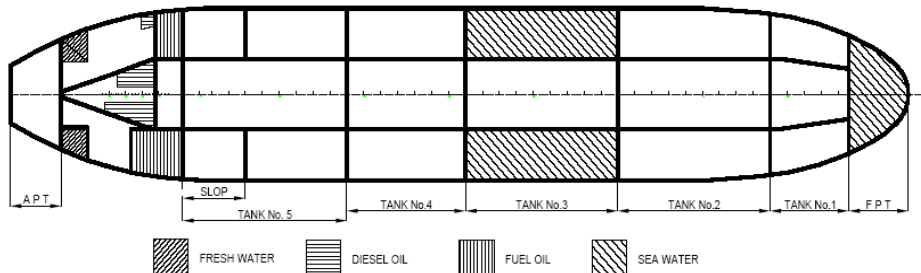 SLOP
A P T
TANK No. 5
TANK No.4
TANK No.3
TANK No.2
TANK No.1
F P T
FRESH WATER
DIESEL OIL
FUEL OIL
SEA WATER